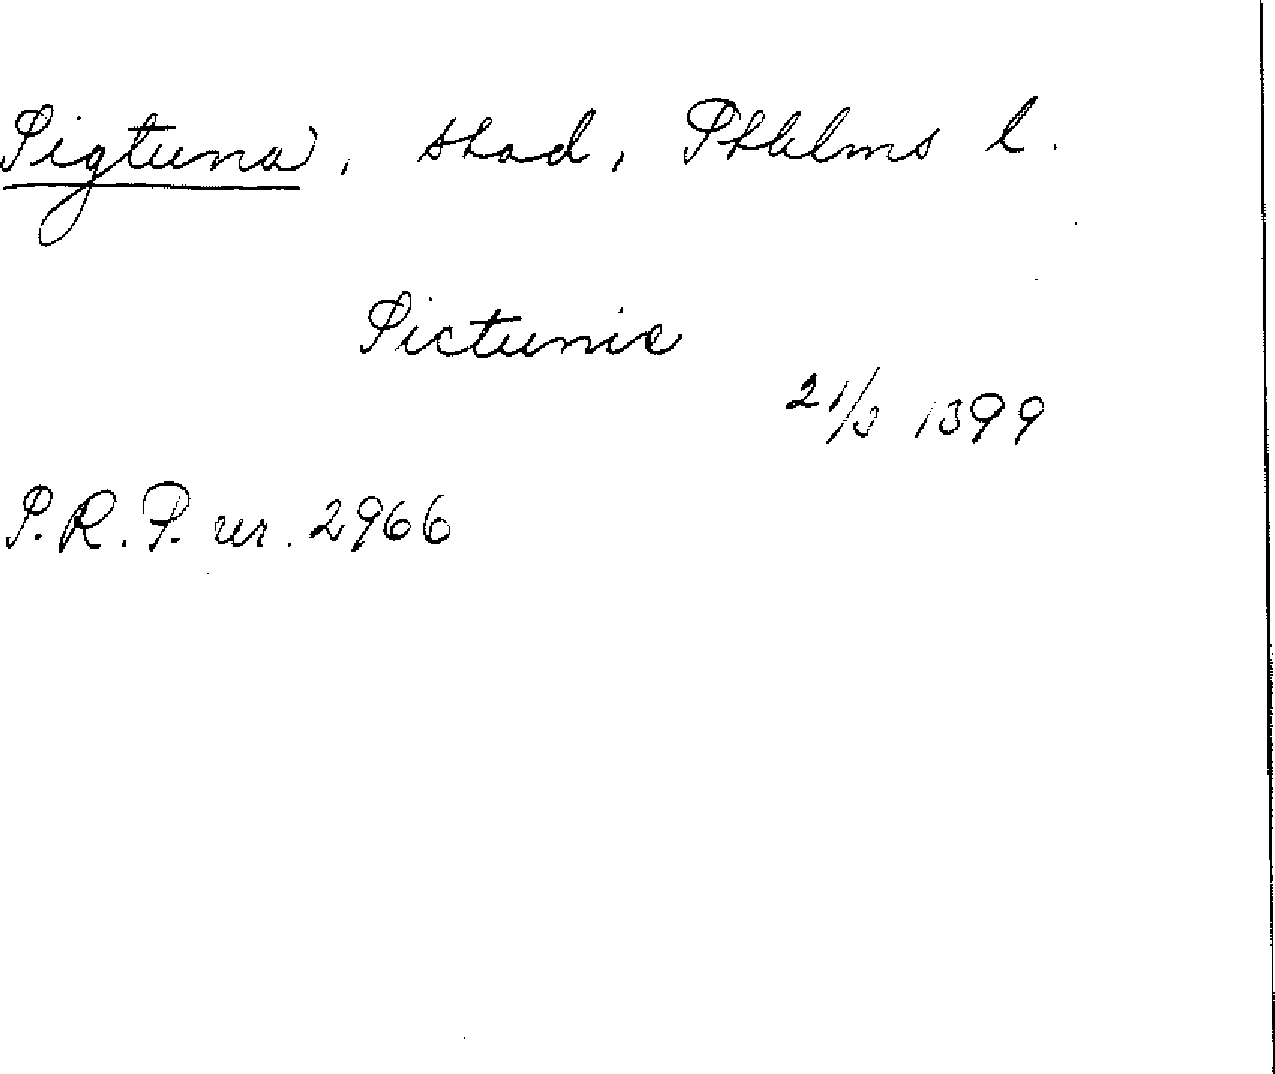 Sigtuna, stad, Sthlms l.
Sictunie
21/3 1399
S.R.P. nr. 2966